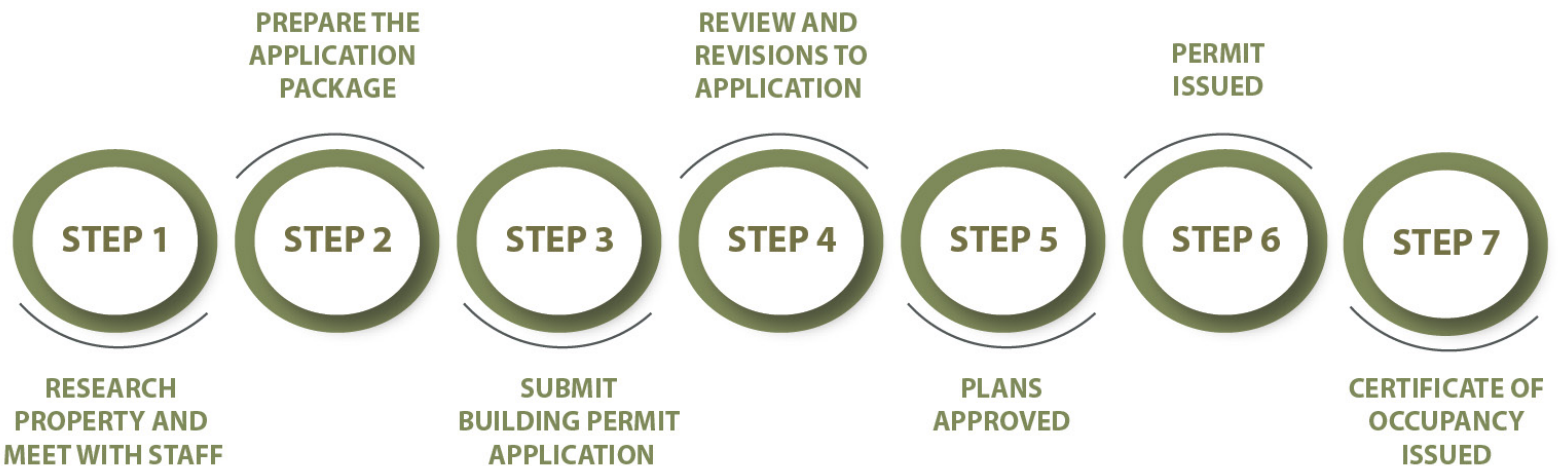 STEP 1
RESEARCH
PROPERTY AND
MEET WITH STAFF
PREPARE THE
APPLICATION
PACKAGE
STEP 2
STEP 3
SUBMIT
BUILDING PERMIT
APPLICATION
REVIEW AND
REVISIONS TO
APPLICATION
STEP 4
STEP 5
PLANS
APPROVED
PERMIT
ISSUED
STEP 6
STEP 7
CERTIFICATE OF
OCCUPANCY
ISSUED